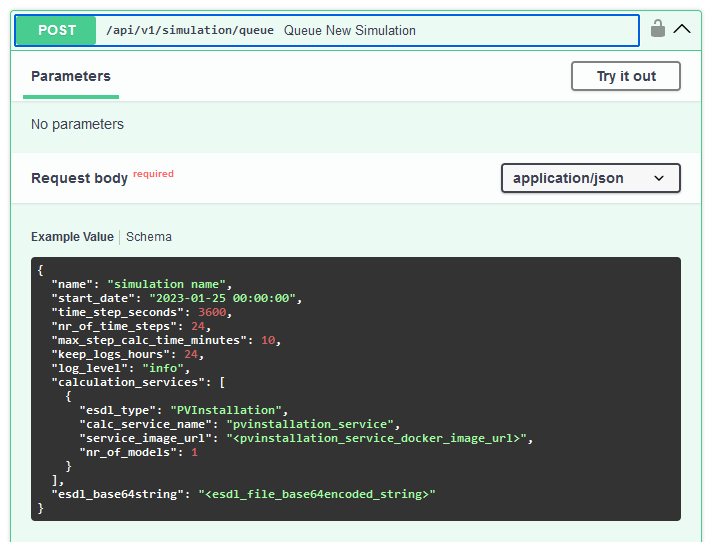 POST /api/v1/simulation/queue Queue New Simulation
Parameters Try it out
No parameters
Request body required application/json
Example Value Schema
{
  "name": "simulation name",
  "start_date": "2023-01-25 00:00:00",
  "time_step_seconds": 3600,
  "nr_of_time_steps": 24,
  "max_step_calc_time_minutes": 10,
  "keep_logs_hours": 24,
  "log_level": "info",
  "calculation_services": [
    {
      "esdl_type": "PVInstallation",
      "calc_service_name": "pvinstallation_service",
      "service_image_url": "<pvinstallation_service_docker_image_url>",
      "nr_of_models": 1
    }
  ],
  "esdl_base64string": "<esdl_file_base64encoded_string>"
}